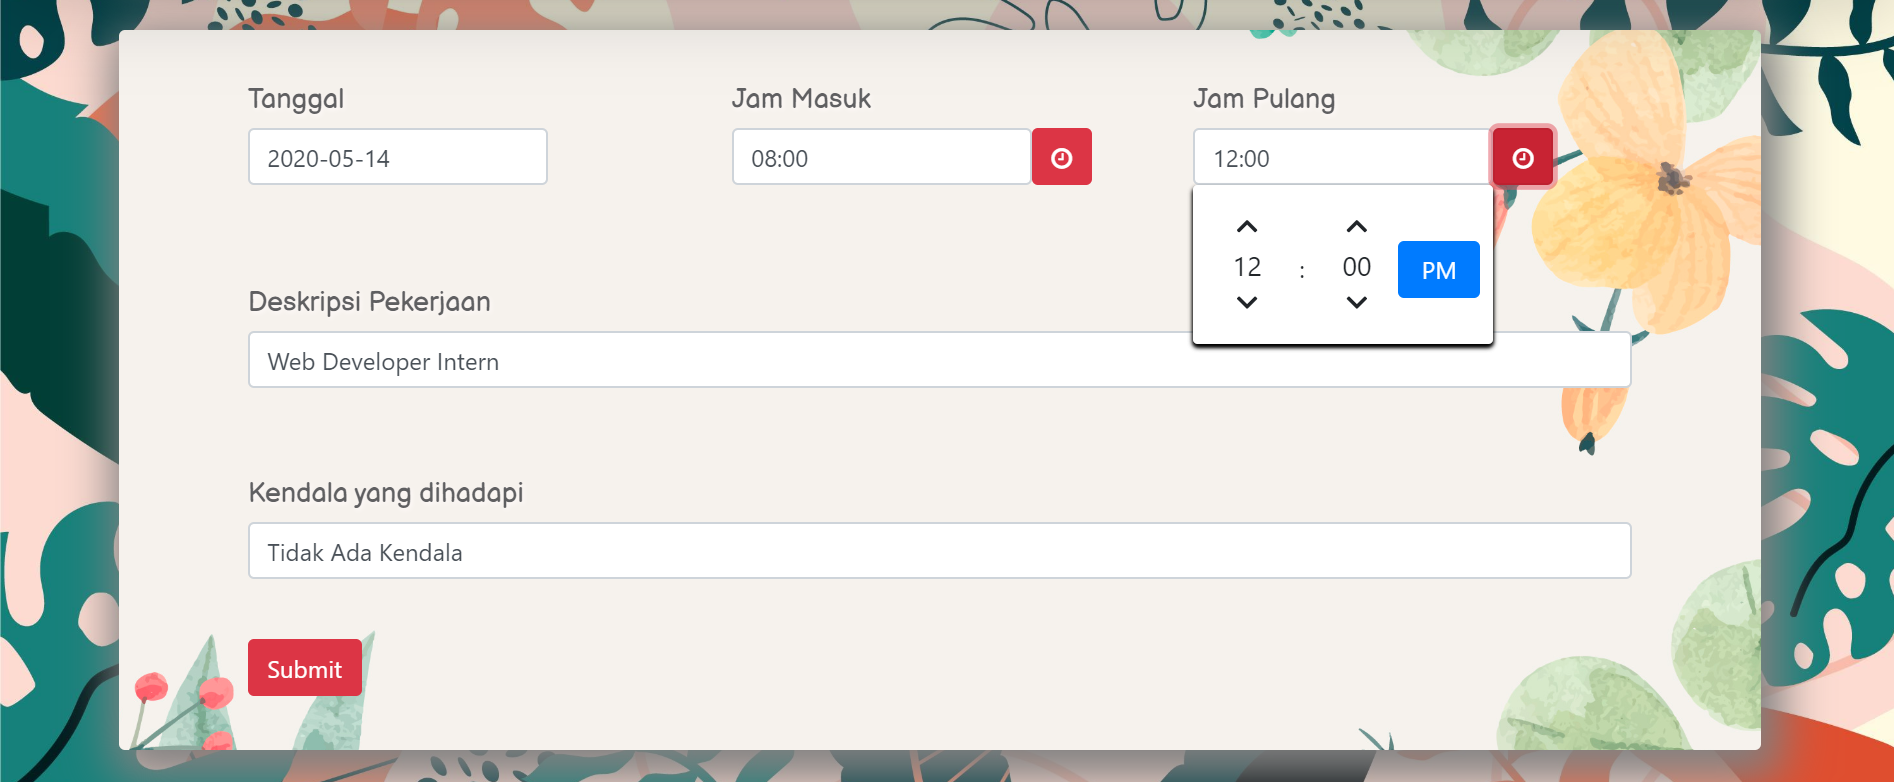 Tanggal
Jam Masuk
Jam Pulang
2020-05-14
08:00
12:00
12 : 00 PM
Deskripsi Pekerjaan
Web Developer Intern
Kendala yang dihadapi
Tidak Ada Kendala
Submit